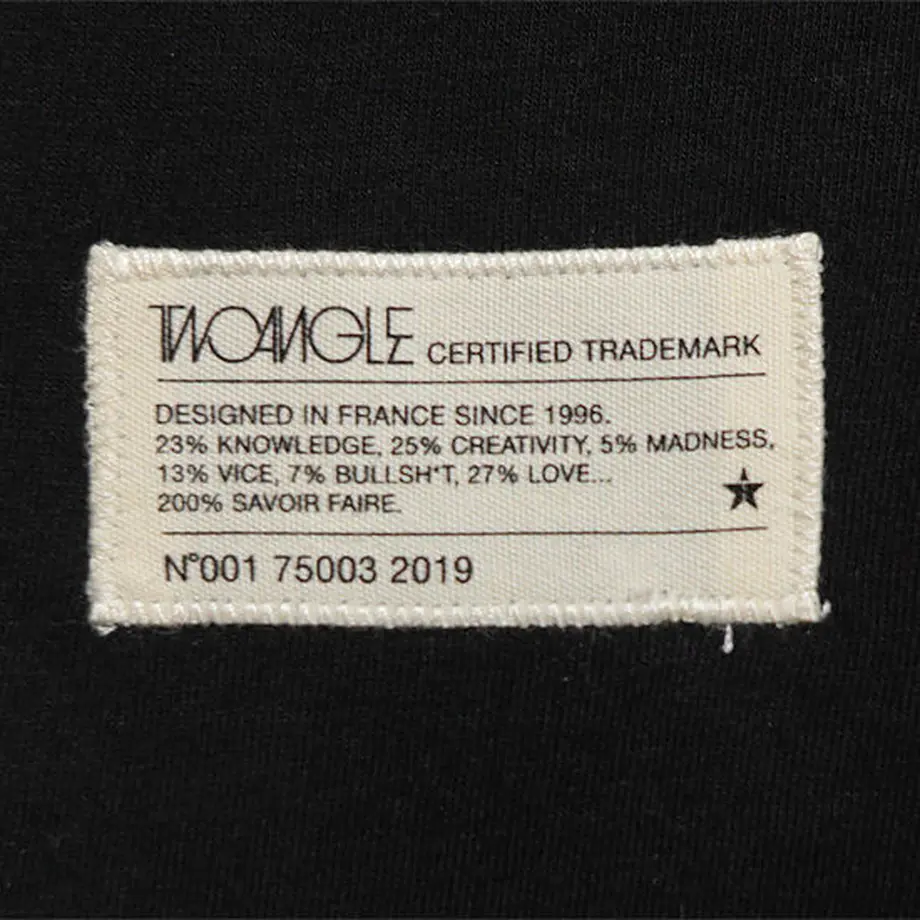 TWOANGLE CERTIFIED TRADEMARK
DESIGNED IN FRANCE SINCE 1996.
23% KNOWLEDGE, 25% CREATIVITY, 5% MADNESS,
13% VICE, 7% BULLSH*T, 27% LOVE...
200% SAVOIR FAIRE.
N°001 75003 2019